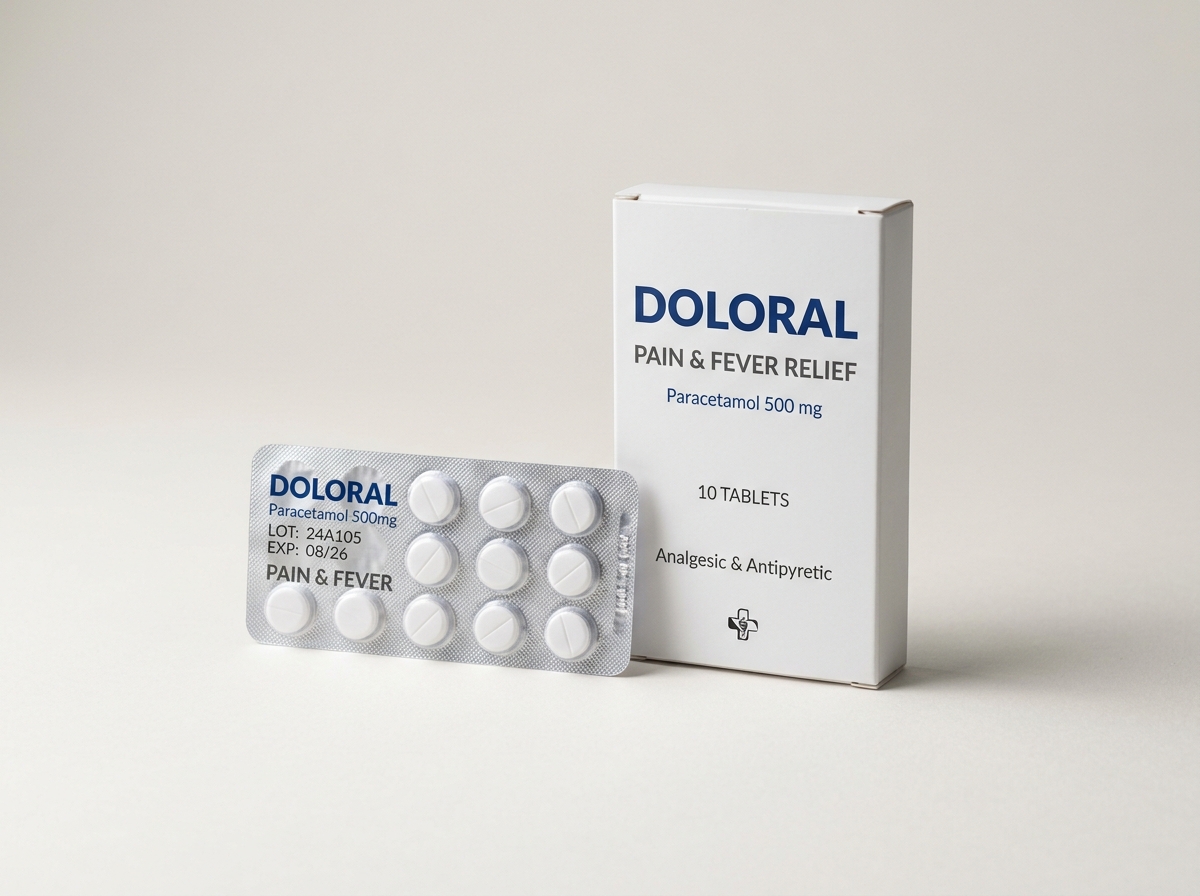 DOLORAL
PAIN & FEVER RELIEF
Paracetamol 500 mg
10 TABLETS
Analgesic & Antipyretic
DOLORAL
Paracetamol 500mg
LOT: 24A105
EXP: 08/26
PAIN & FEVER